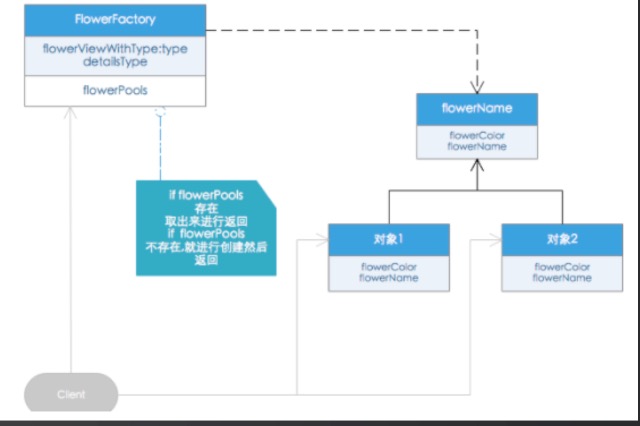 FlowerFactory
flowerViewWithType:type
detailsType
flowerPools
flowerName
flowerColor
flowerName
if flowerPools
存在
取出来进行返回
if flowerPools
不存在,就进行创建然后
返回
对象1
flowerColor
flowerName
对象2
flowerColor
flowerName
Client